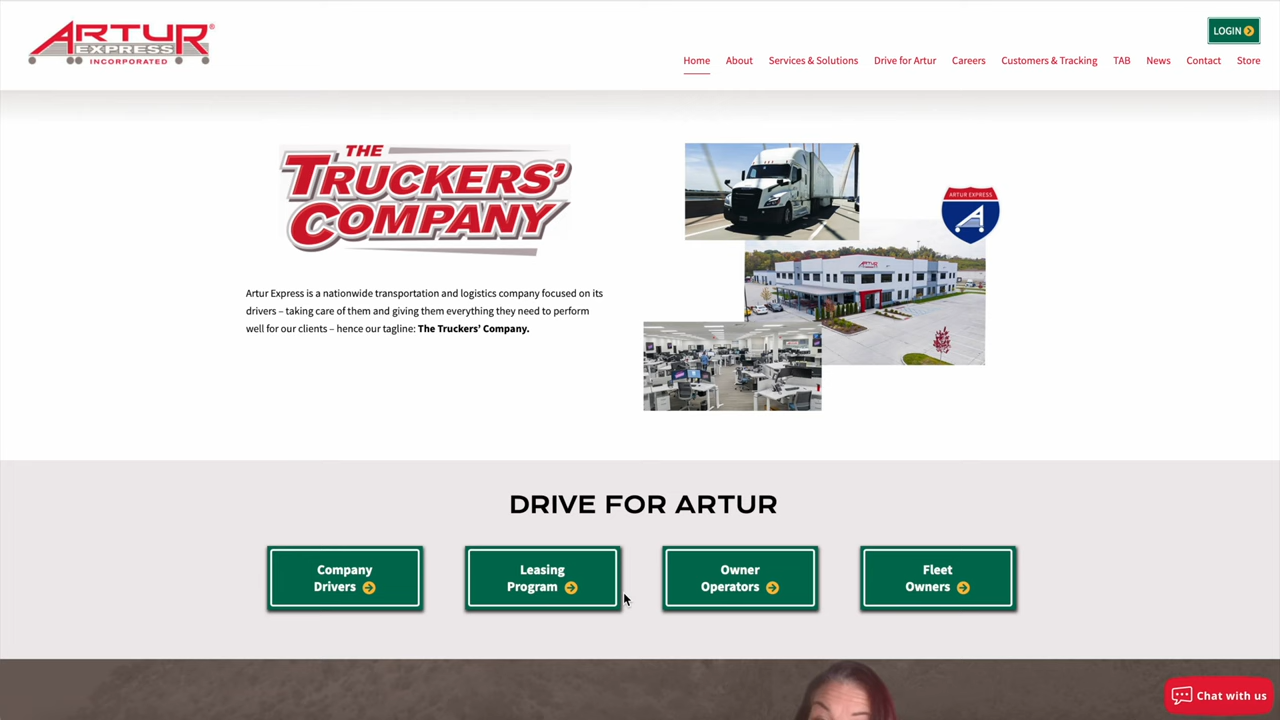 ARTUR®
EXPRESS
INCORPORATED
LOGIN
Home About Services & Solutions Drive for Artur Careers Customers & Tracking TAB News Contact Store
THE
TRUCKERS'
COMPANY
ARTUR EXPRESS
A
ARTUR
Artur Express is a nationwide transportation and logistics company focused on its
drivers – taking care of them and giving them everything they need to perform
well for our clients – hence our tagline: The Truckers' Company.
DRIVE FOR ARTUR
Company
Drivers
Leasing
Program
Owner
Operators
Fleet
Owners
Chat with us